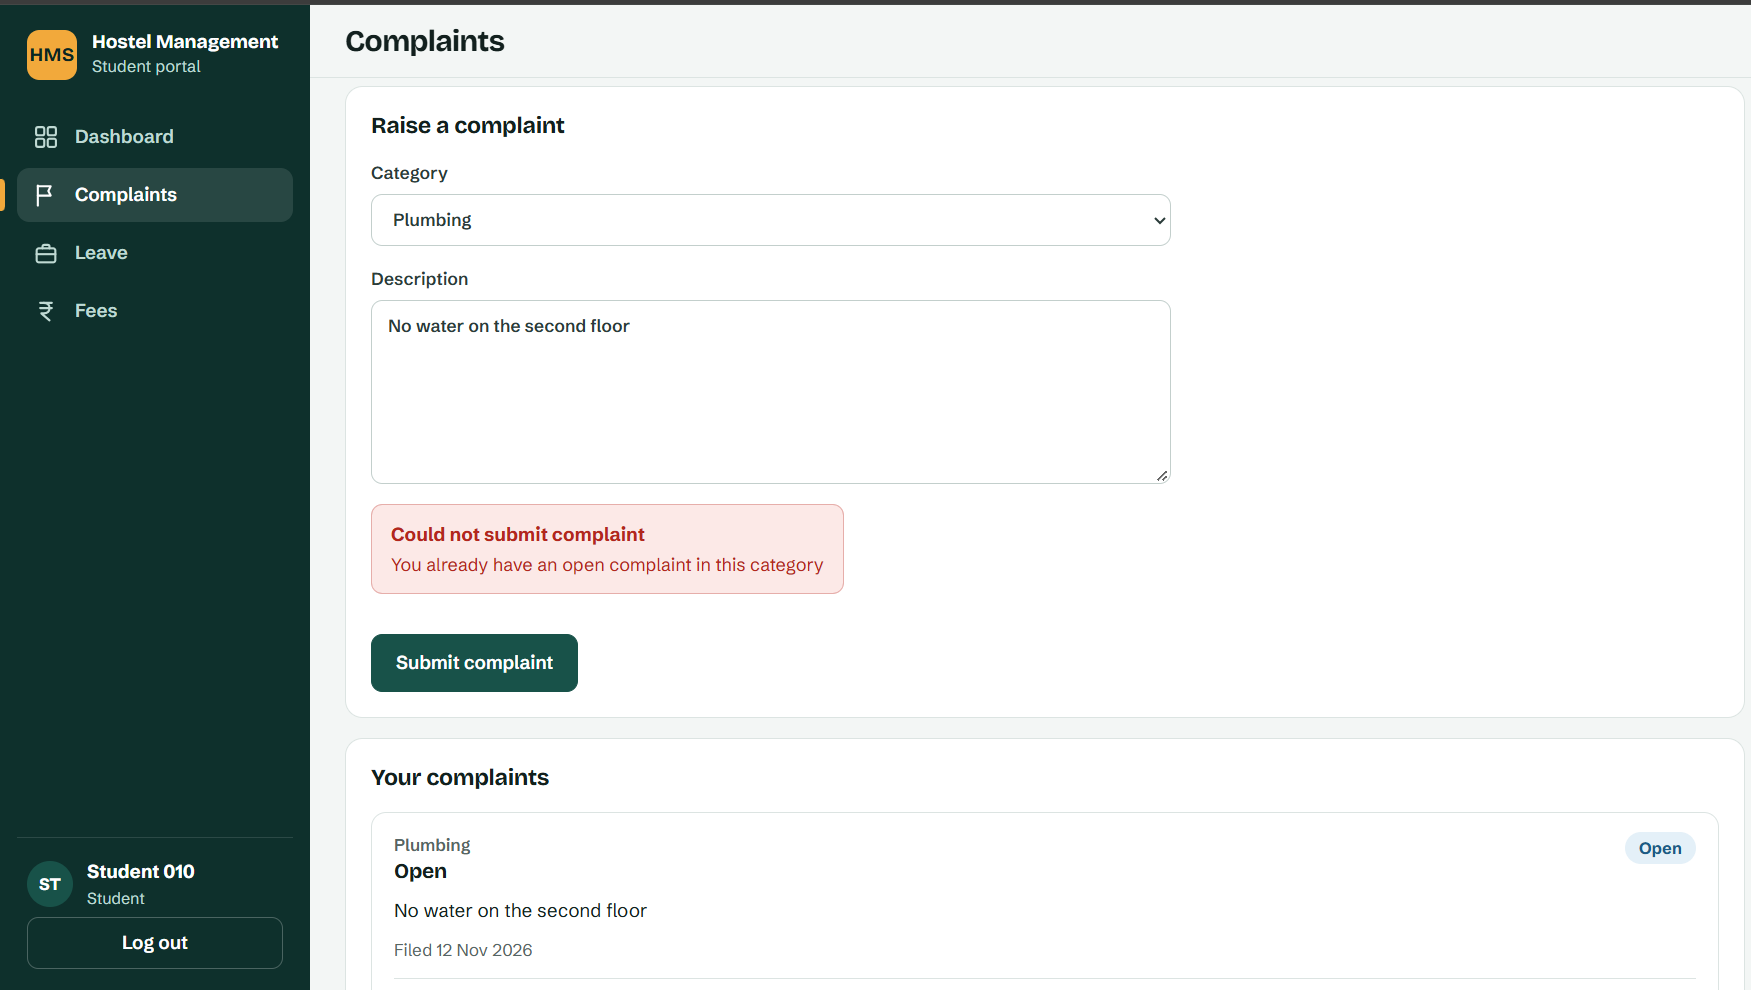 HMS
Hostel Management
Student portal
Dashboard
Complaints
Leave
Fees
Student 010
ST
Student
Log out
Complaints
Raise a complaint
Category
Plumbing
Description
No water on the second floor
Could not submit complaint
You already have an open complaint in this category
Submit complaint
Your complaints
Plumbing
Open
Open
No water on the second floor
Filed 12 Nov 2026